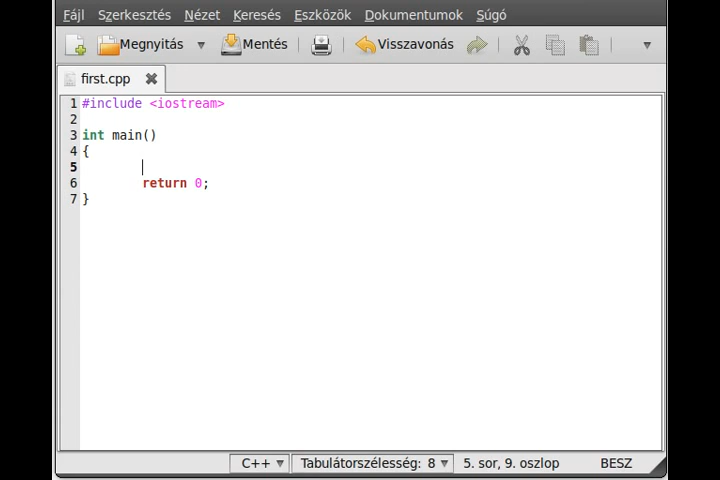 Fájl Szerkesztés Nézet Keresés Eszközök Dokumentumok Súgó
Megnyitás Mentés Visszavonás
first.cpp
1 #include <iostream>
2
3 int main()
4 {
5
6 return 0;
7 }
C++ Tabulátorszélesség: 8 5. sor, 9. oszlop BESZ